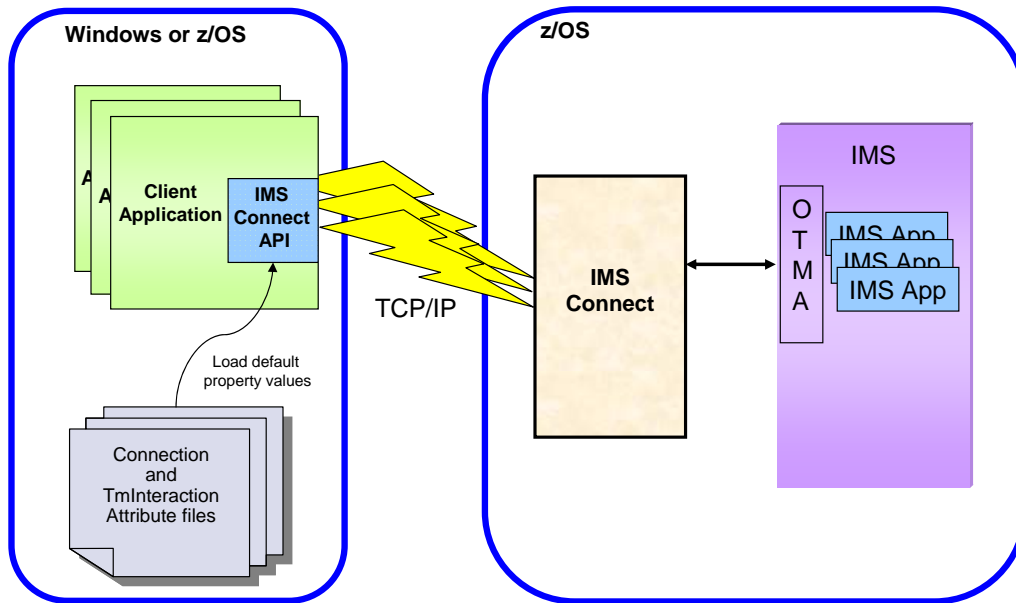 Windows or z/OS
z/OS
A
A
Client
Application
IMS
Connect
API
TCP/IP
Load default
property values
Connection
and
TmInteraction
Attribute files
IMS
Connect
IMS
O
T
M
A
IMS App
IMS App
IMS App